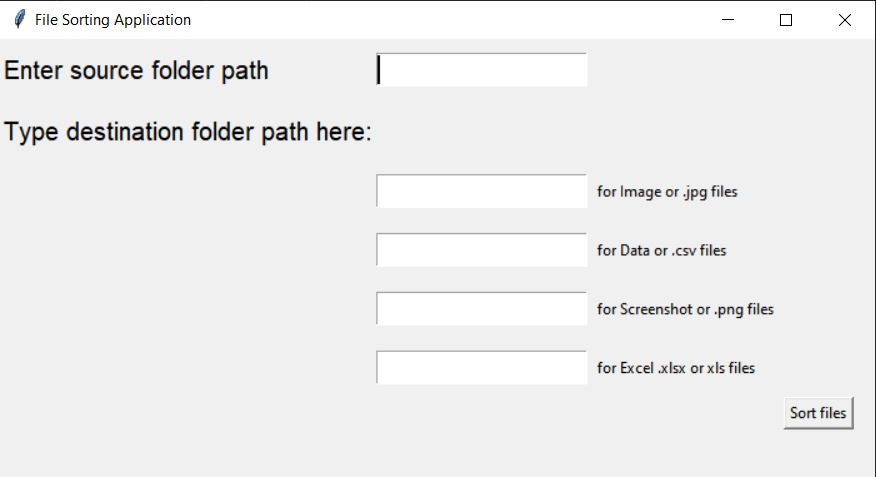 File Sorting Application
Enter source folder path
Type destination folder path here:
for Image or .jpg files
for Data or .csv files
for Screenshot or .png files
for Excel .xlsx or xls files
Sort files